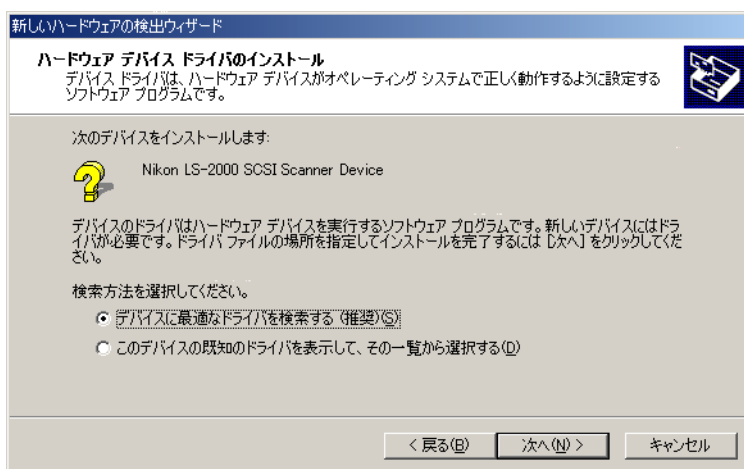 新しいハードウェアの検出ウィザード
ハードウェア デバイス ドライバのインストール
デバイス ドライバは、ハードウェア デバイスがオペレーティング システムで正しく動作するように設定する
ソフトウェア プログラムです。
次のデバイスをインストールします:
Nikon LS-2000 SCSI Scanner Device
デバイスのドライバはハードウェア デバイスを実行するソフトウェア プログラムです。新しいデバイスにはドラ
イバが必要です。ドライバ ファイルの場所を指定してインストールを完了するには [次へ] をクリックしてくだ
さい。
検索方法を選択してください。
デバイスに最適なドライバを検索する (推奨)(S)
このデバイスの既知のドライバを表示して、その一覧から選択する(D)
< 戻る(B) 次へ(N) > キャンセル